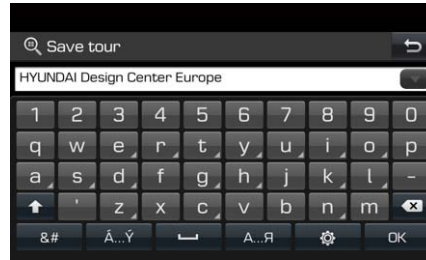 Save tour
HYUNDAI Design Center Europe
1 2 3 4 5 6 7 8 9 0
q w e r t y u i o p
a s d f g h j k l -
' z x c v b n m
&# Á...Ý A...Я OK